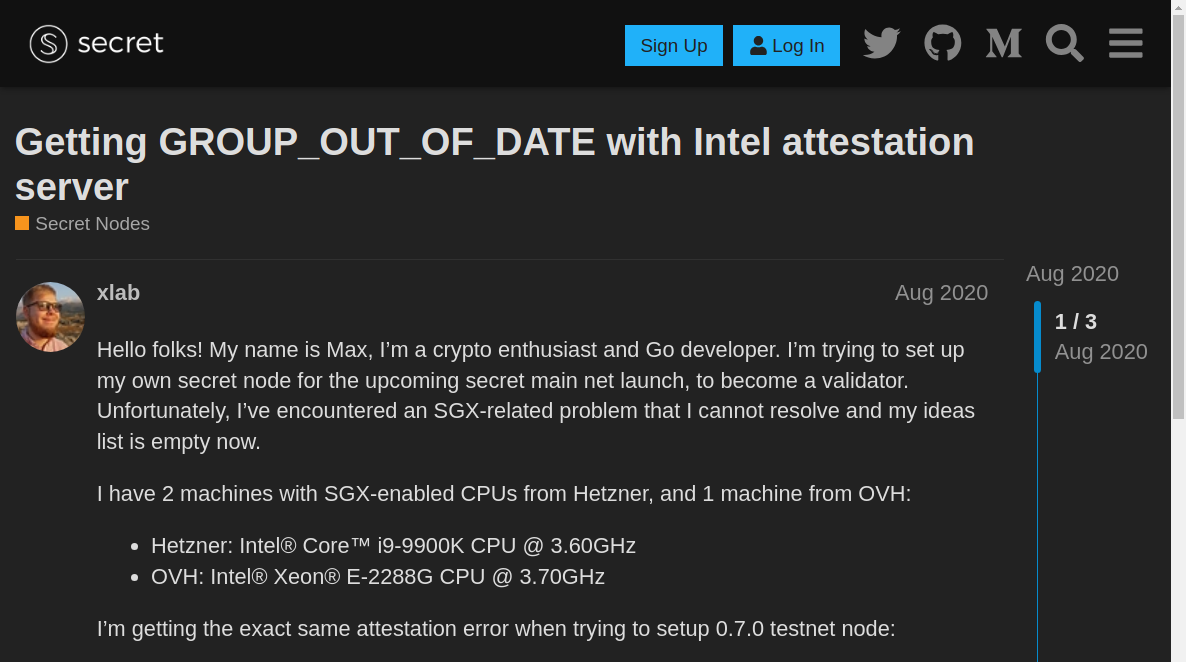 secret
Sign Up
Log In
Getting GROUP_OUT_OF_DATE with Intel attestation
server
Secret Nodes
xlab
Aug 2020
Aug 2020
1 / 3
Aug 2020
Hello folks! My name is Max, I’m a crypto enthusiast and Go developer. I’m trying to set up
my own secret node for the upcoming secret main net launch, to become a validator.
Unfortunately, I’ve encountered an SGX-related problem that I cannot resolve and my ideas
list is empty now.
I have 2 machines with SGX-enabled CPUs from Hetzner, and 1 machine from OVH:
• Hetzner: Intel® Core™ i9-9900K CPU @ 3.60GHz
• OVH: Intel® Xeon® E-2288G CPU @ 3.70GHz
I’m getting the exact same attestation error when trying to setup 0.7.0 testnet node: